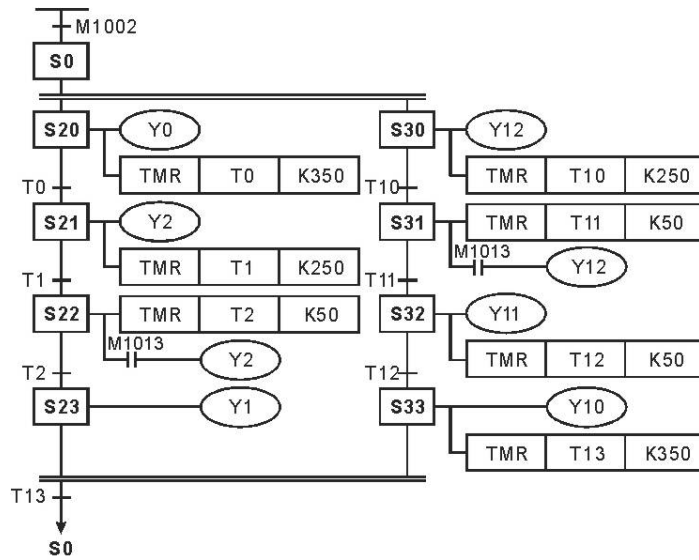 M1002
S0
S20 Y0
TMR T0 K350
T0
S21 Y2
TMR T1 K250
T1
S22 TMR T2 K50
M1013
Y2
T2
S23 Y1
S30 Y12
TMR T10 K250
T10
S31 TMR T11 K50
M1013
Y12
T11
S32 Y11
TMR T12 K50
T12
S33 Y10
TMR T13 K350
T13
S0